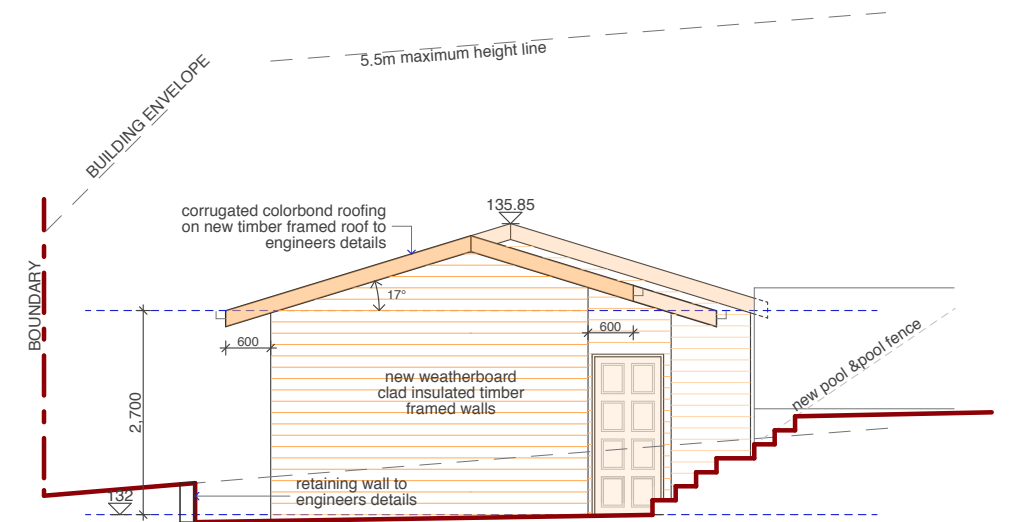 5.5m maximum height line
BUILDING ENVELOPE
135.85
corrugated colorbond roofing
on new timber framed roof to
engineers details
BOUNDARY
17°
600
600
new weatherboard
clad insulated timber
framed walls
new pool &pool fence
2,700
retaining wall to
engineers details
132